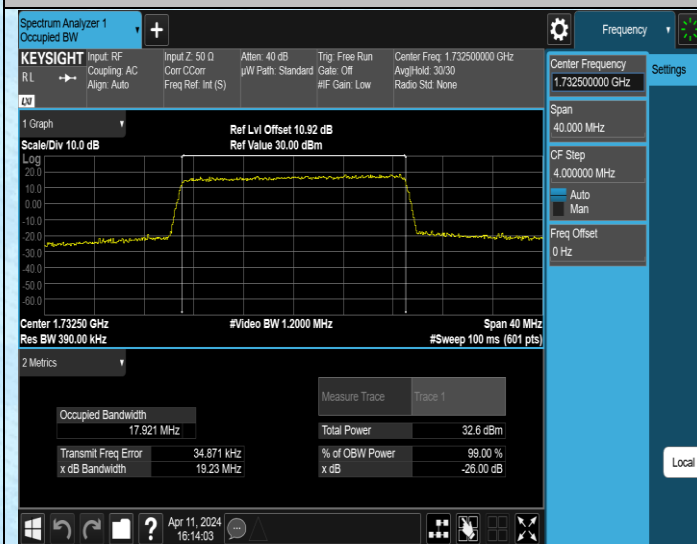 Spectrum Analyzer 1
Occupied BW
+
Frequency
KEYSIGHT
R L
LXI
Input: RF
Coupling: AC
Align: Auto
Input Z: 50 Ω
Corr CCorr
Freq Ref: Int (S)
Atten: 40 dB
µW Path: Standard
Trig: Free Run
Gate: Off
#IF Gain: Low
Center Freq: 1.732500000 GHz
Avg|Hold: 30/30
Radio Std: None
Center Frequency
1.732500000 GHz
Settings
Span
40.000 MHz
CF Step
4.000000 MHz
Auto
Man
Freq Offset
0 Hz
Local
1 Graph
Scale/Div 10.0 dB
Ref Lvl Offset 10.92 dB
Ref Value 30.00 dBm
Log
20.0
10.0
0.00
-10.0
-20.0
-30.0
-40.0
-50.0
-60.0
Center 1.73250 GHz
#Video BW 1.2000 MHz
Span 40 MHz
Res BW 390.00 kHz
#Sweep 100 ms (601 pts)
2 Metrics
Measure Trace
Trace 1
Occupied Bandwidth
17.921 MHz
Total Power
32.6 dBm
Transmit Freq Error
34.871 kHz
% of OBW Power
99.00 %
x dB Bandwidth
19.23 MHz
x dB
-26.00 dB
?
Apr 11, 2024
16:14:03